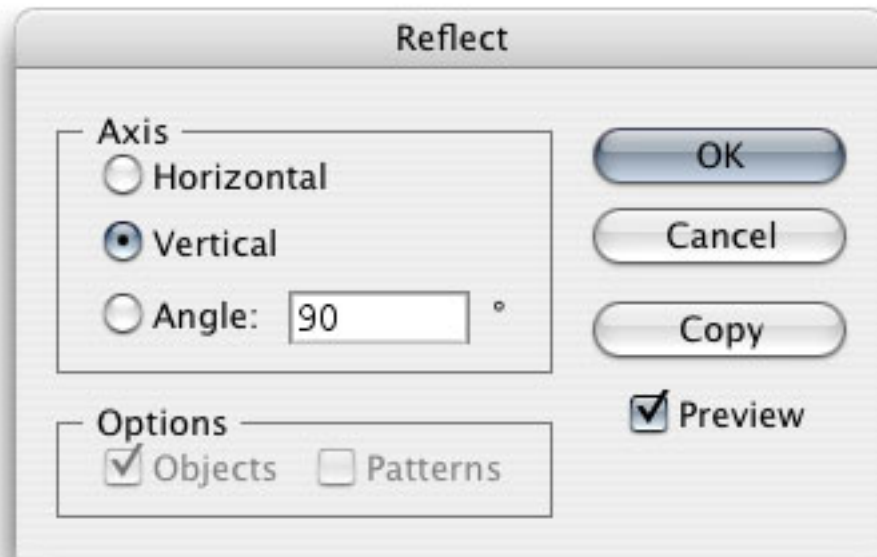 Reflect
Axis
Horizontal
Vertical
Angle: 90 °
Options
Objects Patterns
OK
Cancel
Copy
Preview